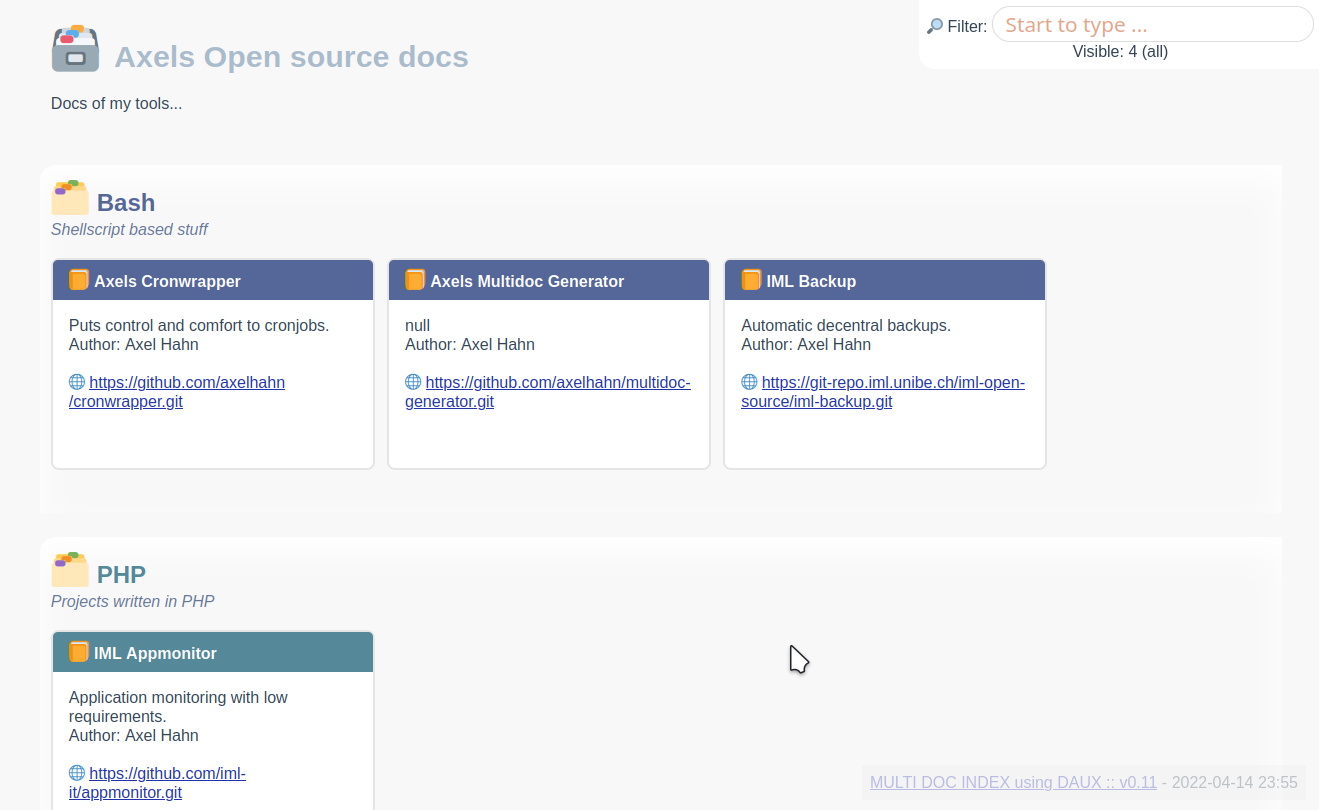 Axels Open source docs
Filter: Start to type ...
Visible: 4 (all)
Docs of my tools...
Bash
Shellscript based stuff
Axels Cronwrapper
Puts control and comfort to cronjobs.
Author: Axel Hahn
https://github.com/axelhahn
/cronwrapper.git
Axels Multidoc Generator
null
Author: Axel Hahn
https://github.com/axelhahn/multidoc-
generator.git
IML Backup
Automatic decentral backups.
Author: Axel Hahn
https://git-repo.iml.unibe.ch/iml-open-
source/iml-backup.git
PHP
Projects written in PHP
IML Appmonitor
Application monitoring with low
requirements.
Author: Axel Hahn
https://github.com/iml-
it/appmonitor.git
MULTI DOC INDEX using DAUX :: v0.11 - 2022-04-14 23:55